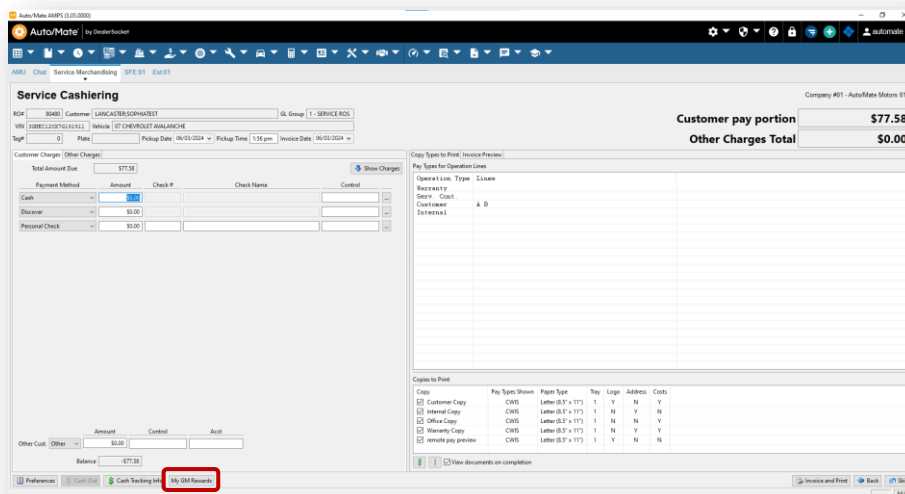 Auto/Mate AMPS (3.05.0000)
Auto/Mate by DealerSocket
automate
AMU Chat Service Merchandising SFE 01 Ext 01
Service Cashiering
Company #01 - Auto/Mate Motors 01
RO# 80480 Customer LANCASTER,SOPHIATEST GL Group 1 - SERVICE ROS
Vehicle 07 CHEVROLET AVALANCHE
VIN
Tag# 0 Plate Pickup Date 06/03/2024 Pickup Time 1:56 pm Invoice Date 06/03/2024
Customer pay portion $77.58
Other Charges Total $0.00
Customer Charges Other Charges
Total Amount Due $77.58 Show Charges
Payment Method Amount Check # Check Name Control
Cash $0.00 ...
Discover $0.00 ...
Personal Check $0.00 ...
Amount Control Acct
Other Cust. Other $0.00
Balance -$77.58
Copy Types to Print Invoice Preview
Pay Types for Operation Lines
Operation Type Lines
Warranty
Serv. Cont.
Customer A B
Internal
Copies to Print
Copy Pay Types Shown Paper Type Tray Logo Address Costs
Customer Copy CWIS Letter (8.5" x 11") 1 Y N Y
Internal Copy CWIS Letter (8.5" x 11") 1 Y N Y
Office Copy CWIS Letter (8.5" x 11") 1 N N Y
Warranty Copy CWIS Letter (8.5" x 11") 1 N Y Y
remote pay preview CWIS Letter (8.5" x 11") 1 Y N N
View documents on completion
Preferences Cash Out Cash Tracking Info My GM Rewards Invoice and Print Back